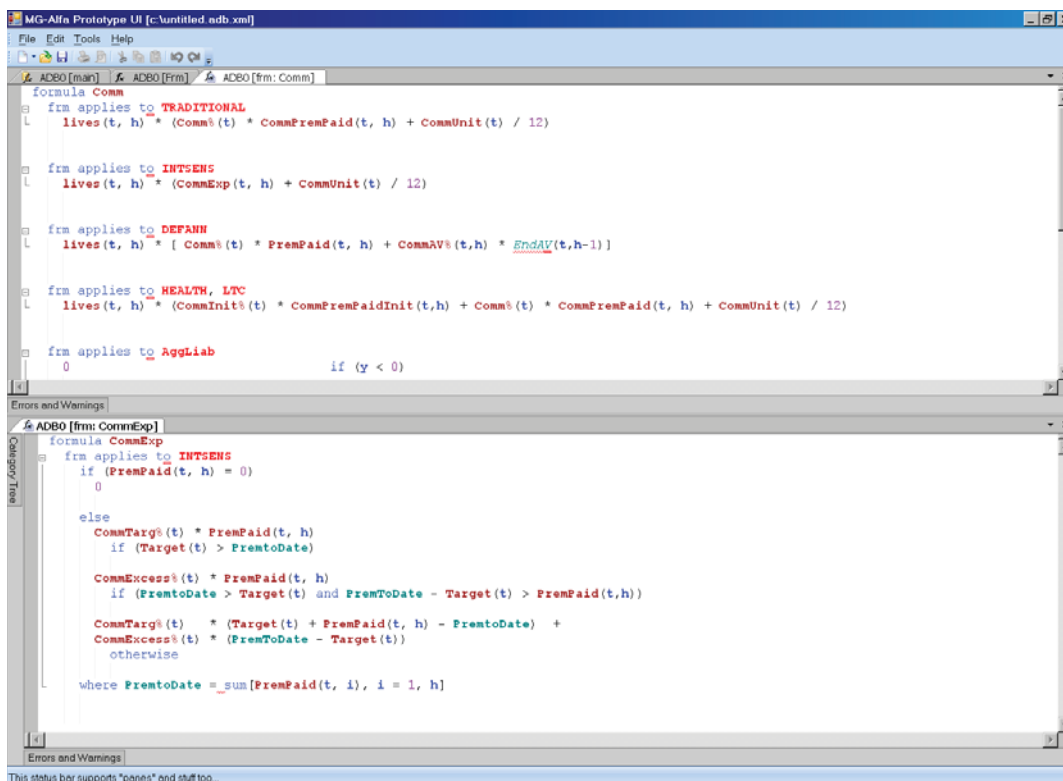 MG-Alfa Prototype UI [c:\untitled.adb.xml]
File Edit Tools Help
ADB0 [main] ADB0 [Frm] ADB0 [frm: Comm]
formula Comm
frm applies to TRADITIONAL
lives(t, h) * (Comm%(t) * CommPremPaid(t, h) + CommUnit(t) / 12)
frm applies to INTSENS
lives(t, h) * (CommExp(t, h) + CommUnit(t) / 12)
frm applies to DEFANN
lives(t, h) * [ Comm%(t) * PremPaid(t, h) + CommAV%(t,h) * EndAV(t,h-1)]
frm applies to HEALTH, LTC
lives(t, h) * (CommInit%(t) * CommPremPaidInit(t,h) + Comm%(t) * CommPremPaid(t, h) + CommUnit(t) / 12)
frm applies to AggLiab
0 if (y < 0)
Errors and Warnings
ADB0 [frm: CommExp]
Category Tree
formula CommExp
frm applies to INTSENS
if (PremPaid(t, h) = 0)
0
else
CommTarg%(t) * PremPaid(t, h)
if (Target(t) > PremtoDate)
CommExcess%(t) * PremPaid(t, h)
if (PremtoDate > Target(t) and PremToDate - Target(t) > PremPaid(t,h))
CommTarg%(t) * (Target(t) + PremPaid(t, h) - PremtoDate) +
CommExcess%(t) * (PremToDate - Target(t))
otherwise
where PremtoDate = sum[PremPaid(t, i), i = 1, h]
Errors and Warnings
This status bar supports "panes" and stuff too...